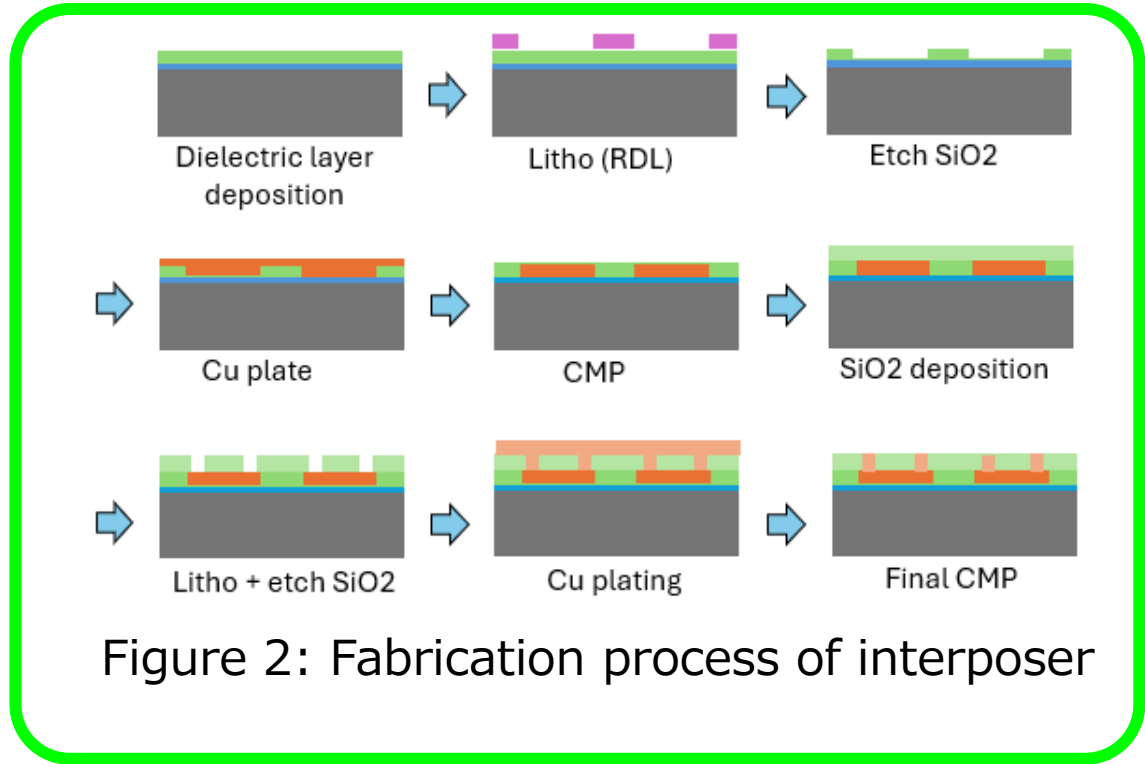 Dielectric layer
deposition
Litho (RDL)
Etch SiO2
Cu plate
CMP
SiO2 deposition
Litho + etch SiO2
Cu plating
Final CMP
Figure 2: Fabrication process of interposer